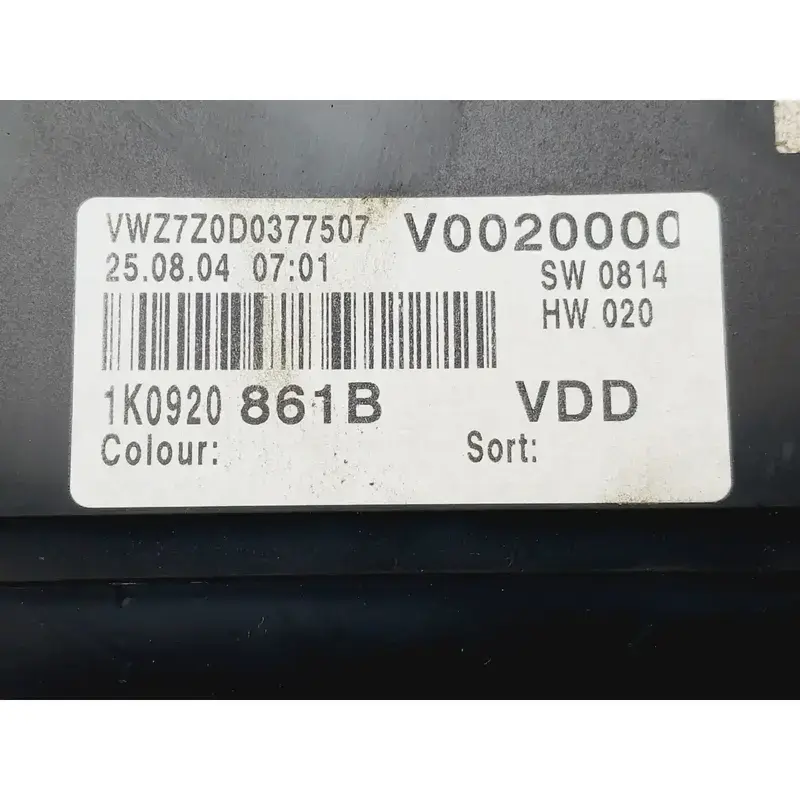 VWZ7Z0D0377507 V0020000
25.08.04 07:01 SW 0814
HW 020
1K0920 861B VDD
Colour: Sort: